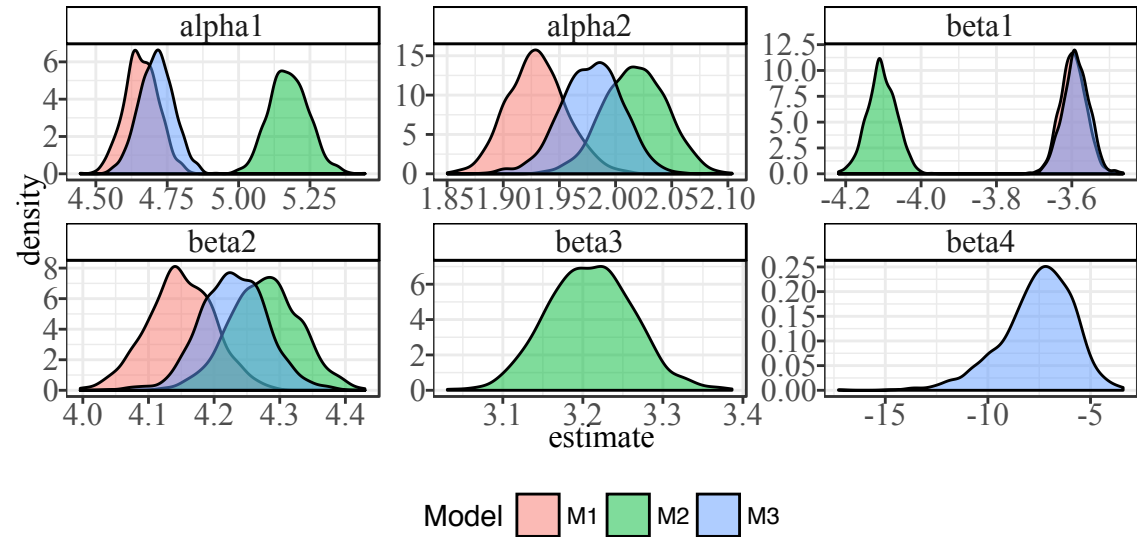 alpha1 alpha2 beta1
6 4 2 0
4.50 4.75 5.00 5.25
15 10 5 0
1.85 1.90 1.95 2.00 2.05 2.10
12.5 10.0 7.5 5.0 2.5 0.0
-4.2 -4.0 -3.8 -3.6
density
beta2 beta3 beta4
8 6 4 2 0
4.0 4.1 4.2 4.3 4.4
6 4 2 0
3.1 3.2 3.3 3.4
0.25 0.20 0.15 0.10 0.05 0.00
-15 -10 -5
estimate
Model M1 M2 M3